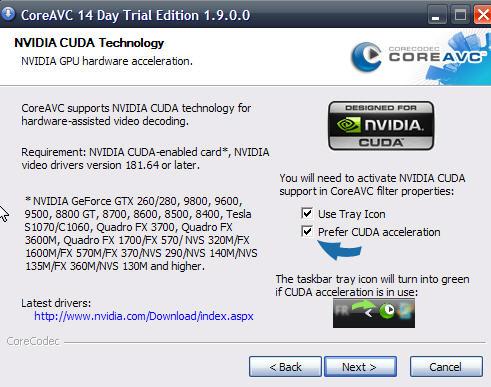 CoreAVC 14 Day Trial Edition 1.9.0.0
NVIDIA CUDA Technology
NVIDIA GPU hardware acceleration.
CORECODEC
COREAVC
CoreAVC supports NVIDIA CUDA technology for
hardware-assisted video decoding.
Requirement: NVIDIA CUDA-enabled card*, NVIDIA
video drivers version 181.64 or later.
* NVIDIA GeForce GTX 260/280, 9800, 9600,
9500, 8800 GT, 8700, 8600, 8500, 8400, Tesla
S1070/C1060, Quadro FX 3700, Quadro FX
3600M, Quadro FX 1700/FX 570/ NVS 320M/FX
1600M/FX 570M/FX 370/NVS 290/NVS 140M/NVS
135M/FX 360M/NVS 130M and higher.
Latest drivers:
http://www.nvidia.com/Download/index.aspx
DESIGNED FOR
NVIDIA.
CUDA
You will need to activate NVIDIA CUDA
support in CoreAVC filter properties:
Use Tray Icon
Prefer CUDA acceleration
The taskbar tray icon will turn into green
if CUDA acceleration is in use:
FR
CoreCodec
< Back
Next >
Cancel